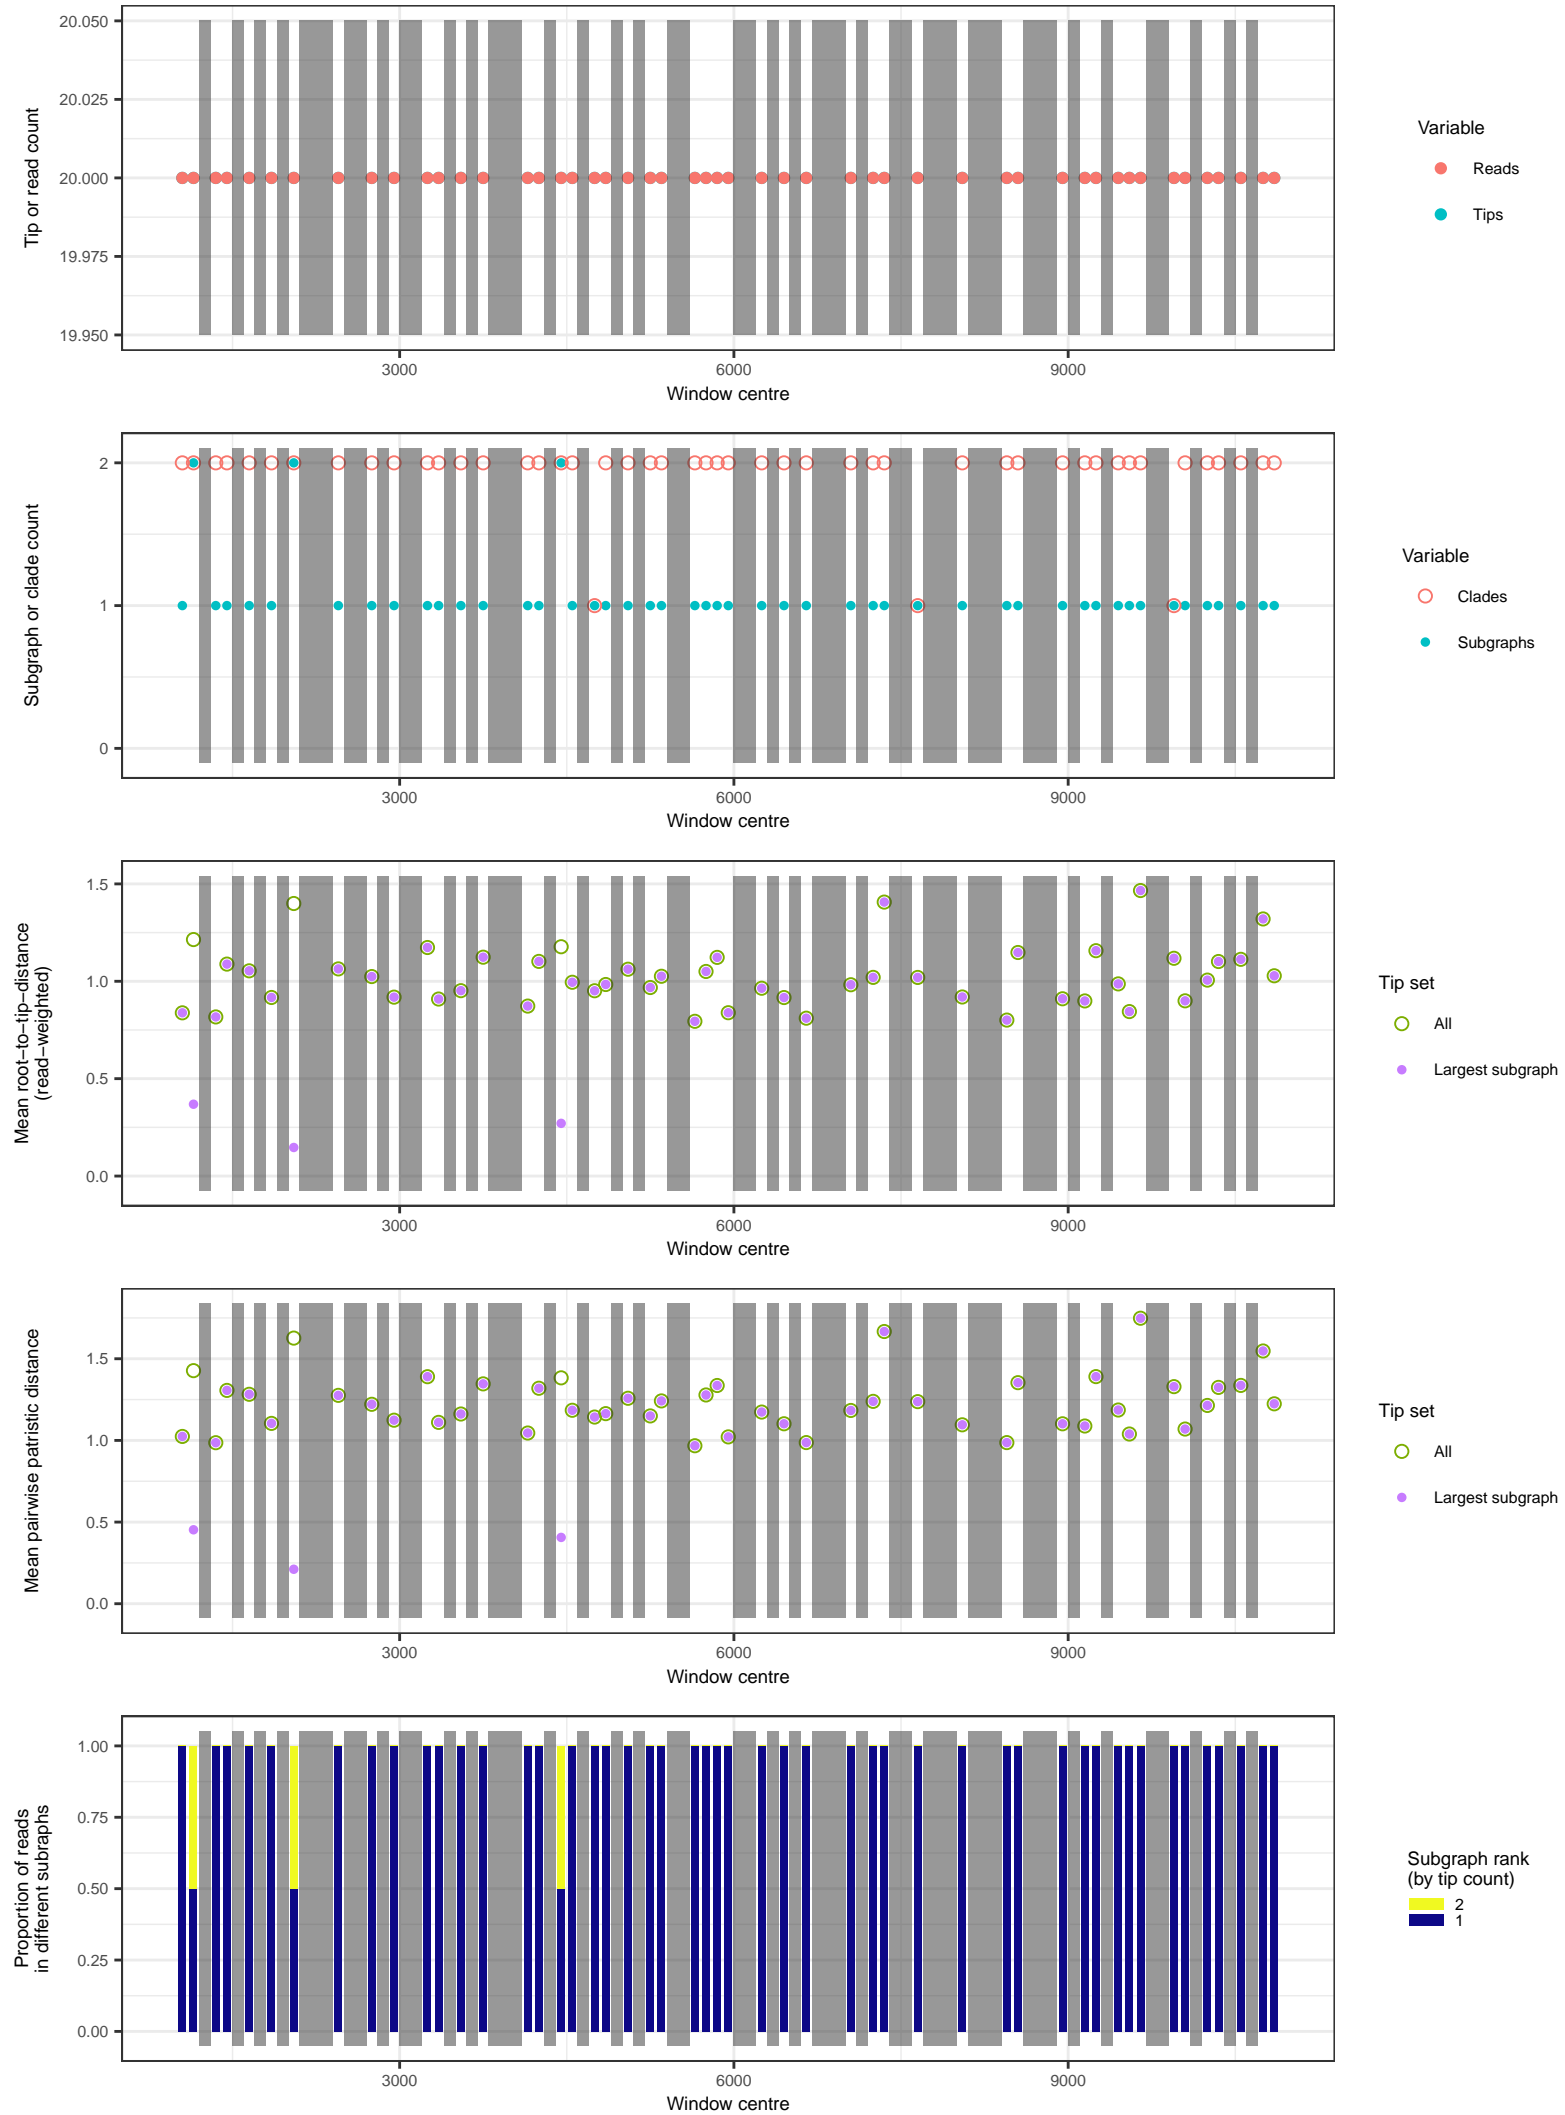 20.050
20.025
20.000
19.975
19.950
Tip or read count
3000 6000 9000
Window centre
Variable
Reads
Tips
2
1
0
Subgraph or clade count
3000 6000 9000
Window centre
Variable
Clades
Subgraphs
1.5
1.0
0.5
0.0
Mean root−to−tip−distance
(read−weighted)
3000 6000 9000
Window centre
Tip set
All
Largest subgraph
1.5
1.0
0.5
0.0
Mean pairwise patristic distance
3000 6000 9000
Window centre
Tip set
All
Largest subgraph
1.00
0.75
0.50
0.25
0.00
Proportion of reads
in different subraphs
3000 6000 9000
Window centre
Subgraph rank
(by tip count)
2
1